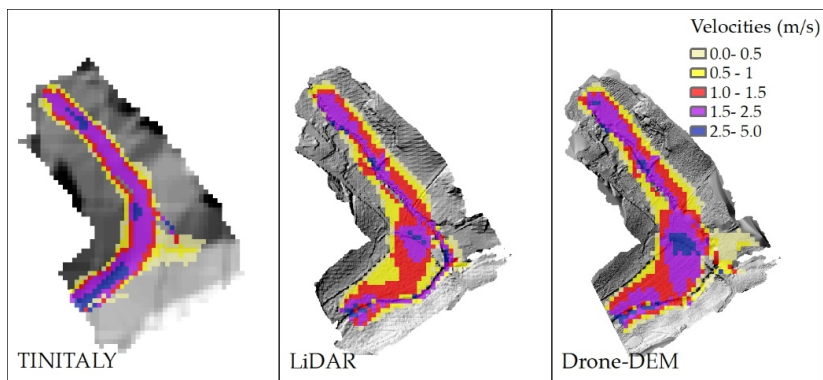 Velocities (m/s)
0.0- 0.5
0.5 - 1
1.0 - 1.5
1.5- 2.5
2.5- 5.0
TINITALY
LiDAR
Drone-DEM